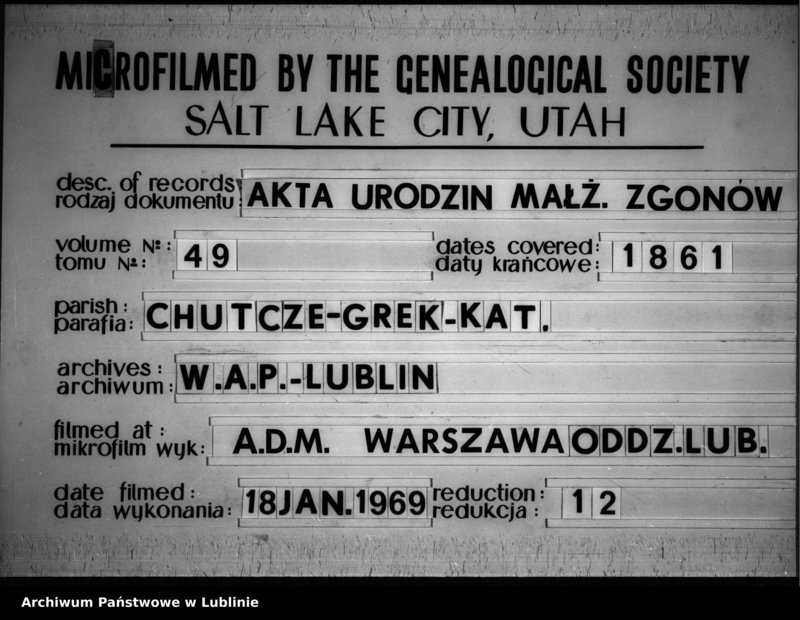 MICROFILMED BY THE GENEALOGICAL SOCIETY
SALT LAKE CITY, UTAH
desc. of records
rodzaj dokumentu: AKTA URODZIN MAŁŻ. ZGONÓW
volume №:
tomu №: 49
dates covered:
daty krańcowe: 1861
parish:
parafia: CHUTCZE-GREK-KAT.
archives:
archiwum: W.A.P.-LUBLIN
filmed at:
mikrofilm wyk: A.D.M. WARSZAWA ODDZ.LUB.
date filmed:
data wykonania: 18 JAN. 1969
reduction:
redukcja: 12
Archiwum Państwowe w Lublinie